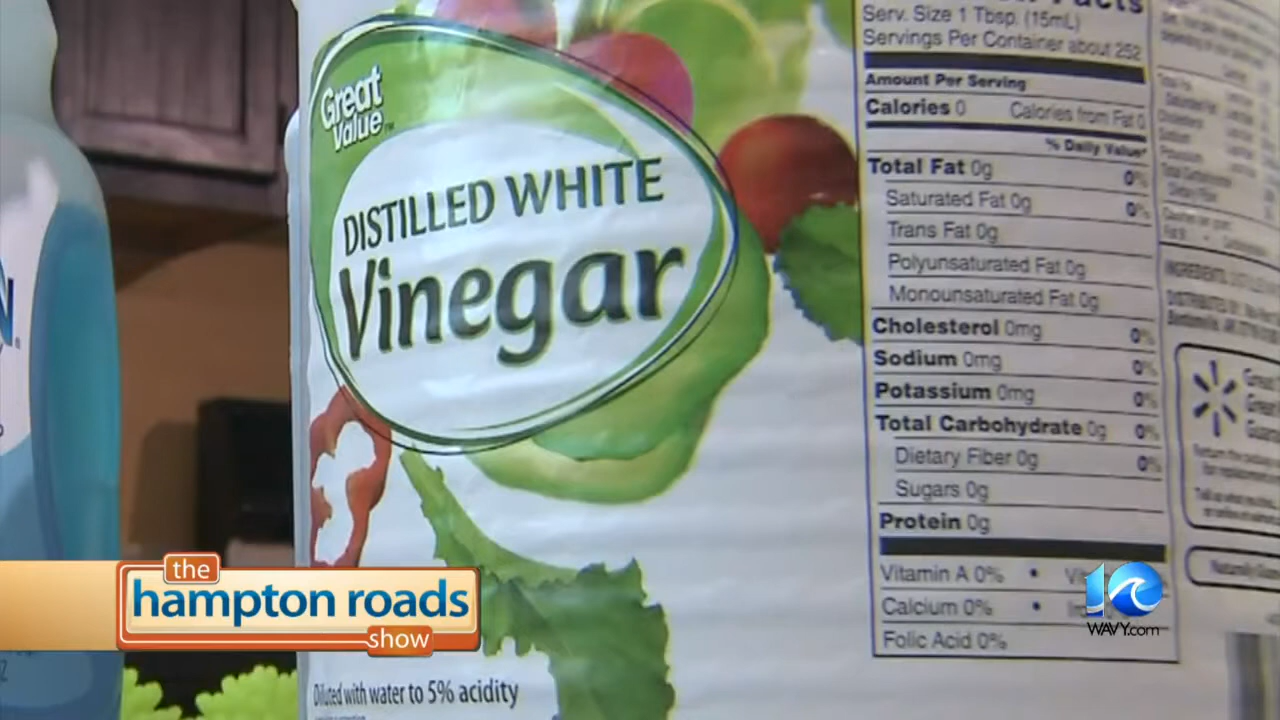 Great
Value™
DISTILLED WHITE
Vinegar
Diluted with water to 5% acidity
Facts
Serv. Size 1 Tbsp. (15mL)
Servings Per Container about 252
Amount Per Serving
Calories 0 Calories from Fat 0
% Daily Value*
Total Fat 0g 0%
Saturated Fat 0g 0%
Trans Fat 0g
Polyunsaturated Fat 0g
Monounsaturated Fat 0g
Cholesterol 0mg 0%
Sodium 0mg 0%
Potassium 0mg 0%
Total Carbohydrate 0g 0%
Dietary Fiber 0g 0%
Sugars 0g
Protein 0g
Vitamin A 0% •
Calcium 0% •
Folic Acid 0%
the
hampton roads
show
10
WAVY.com